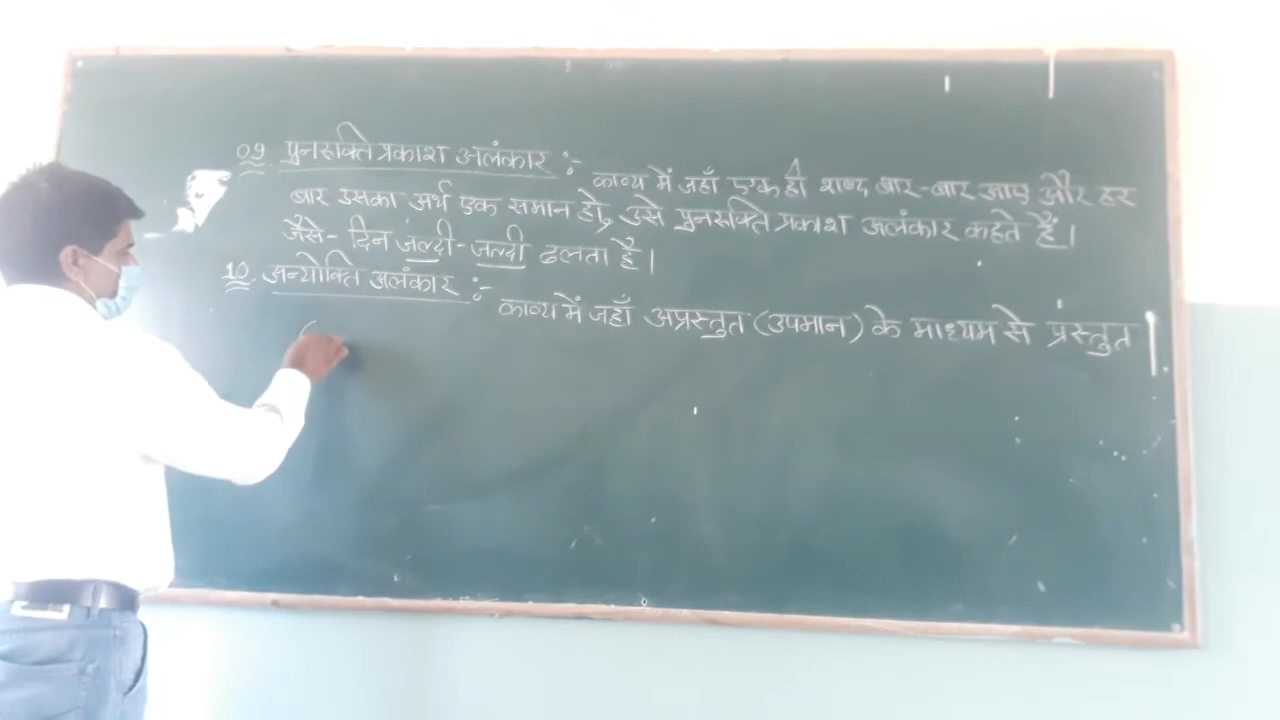 09. पुनरुक्ति प्रकाश अलंकार :- काव्य में जहाँ एक ही शब्द बार-बार आए और हर
बार उसका अर्थ एक समान हो, उसे पुनरुक्ति प्रकाश अलंकार कहते हैं।
जैसे- दिन जल्दी-जल्दी ढलता है।
10. अन्योक्ति अलंकार :- काव्य में जहाँ अप्रस्तुत (उपमान) के माध्यम से प्रस्तुत